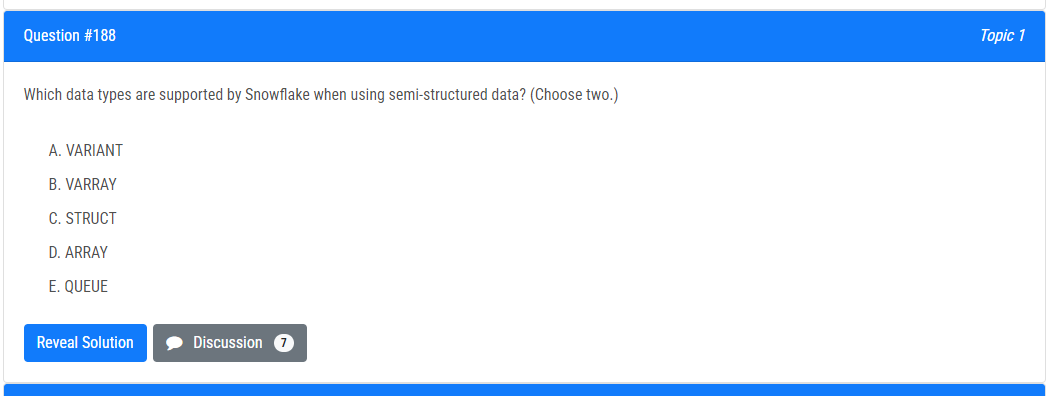 Question #188 Topic 1
Which data types are supported by Snowflake when using semi-structured data? (Choose two.)
A. VARIANT
B. VARRAY
C. STRUCT
D. ARRAY
E. QUEUE
Reveal Solution Discussion 7